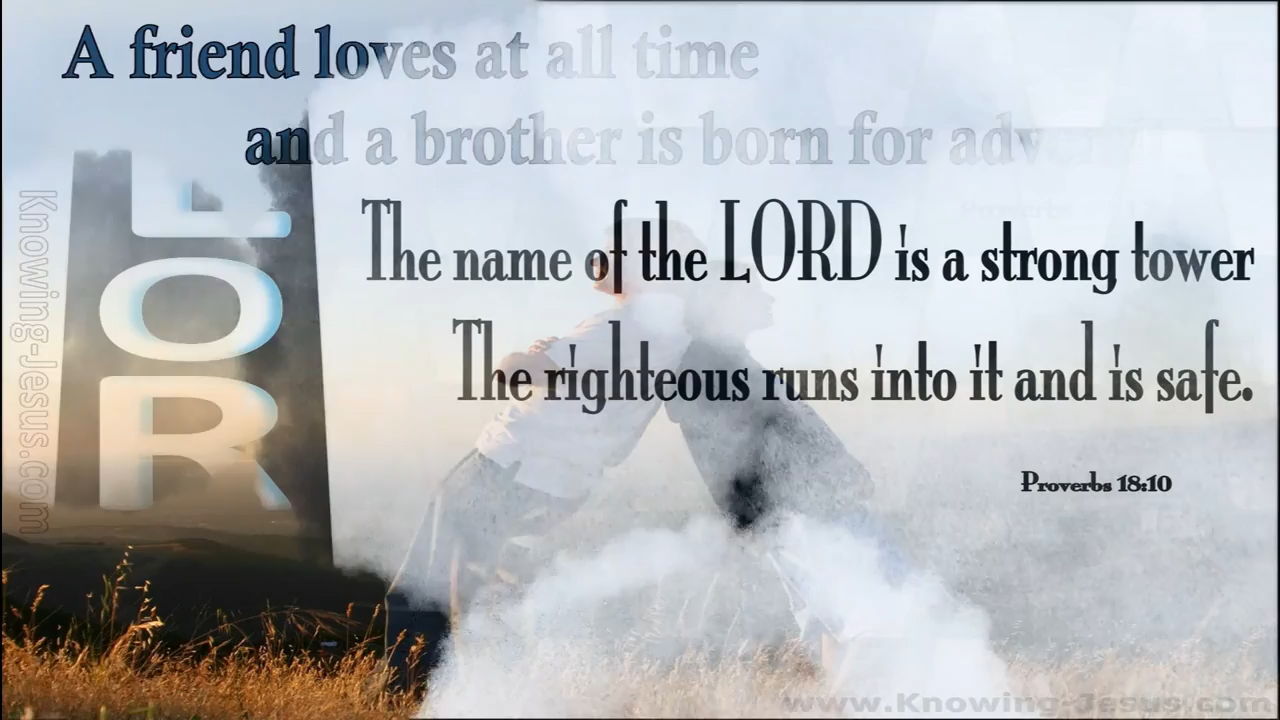 A friend loves at all time
and a brother is born for
The name of the LORD is a strong tower
The righteous runs into it and is safe.
Proverbs 18:10
LOR
Knowing-Jesus.com
www.Knowing-Jesus.com